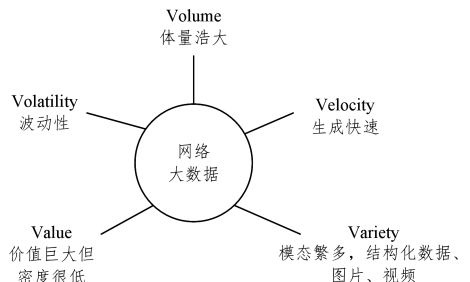 Volume
体量浩大
Volatility
波动性
Velocity
生成快速
网络
大数据
Value
价值巨大但
密度很低
Variety
模态繁多，结构化数据、
图片、视频